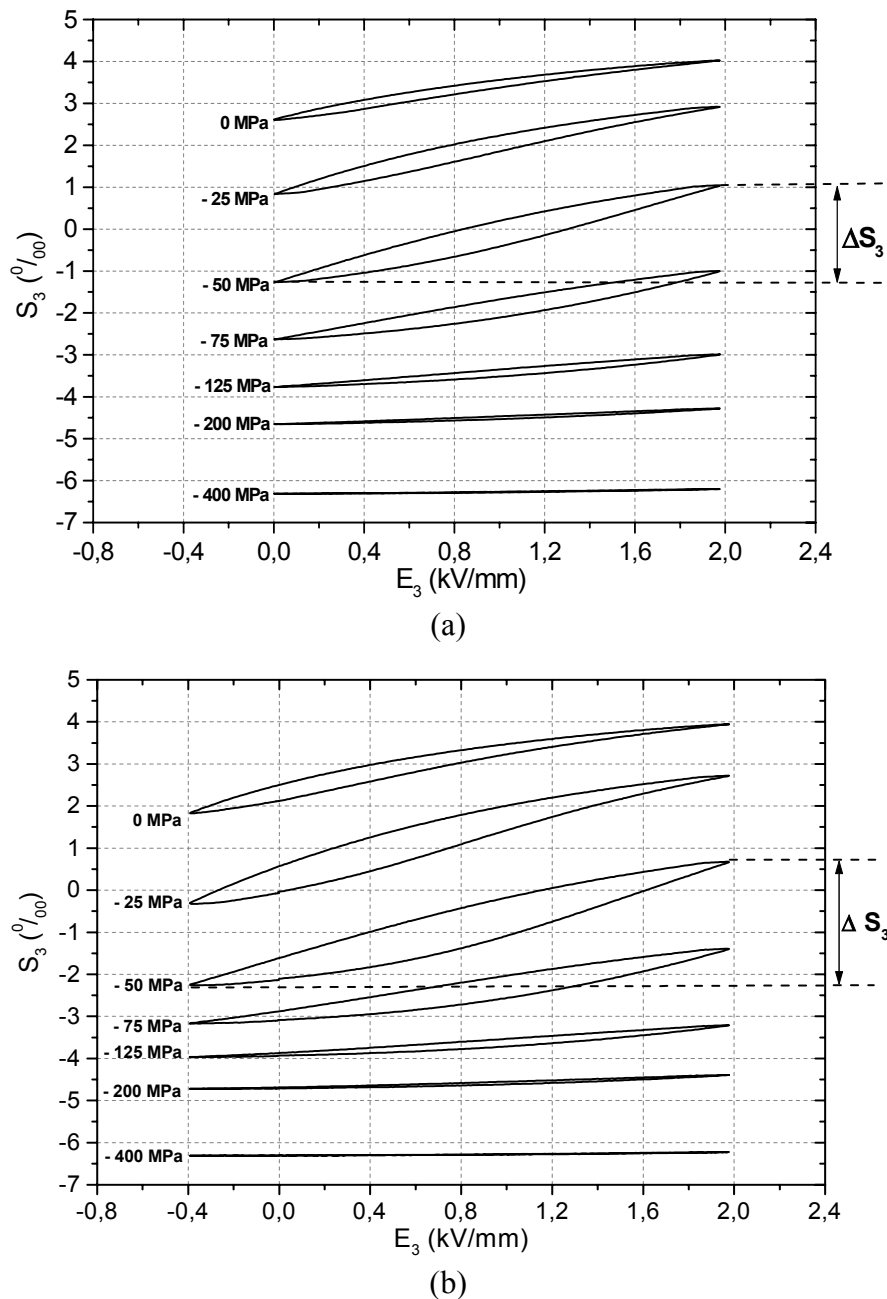 5
4
3
2
1
0
-1
-2
-3
-4
-5
-6
-7
S₃ (⁰/₀₀)
0 MPa
- 25 MPa
- 50 MPa
- 75 MPa
- 125 MPa
- 200 MPa
- 400 MPa
ΔS₃
-0,8 -0,4 0,0 0,4 0,8 1,2 1,6 2,0 2,4
E₃ (kV/mm)
(a)
5
4
3
2
1
0
-1
-2
-3
-4
-5
-6
-7
S₃ (⁰/₀₀)
0 MPa
- 25 MPa
- 50 MPa
- 75 MPa
- 125 MPa
- 200 MPa
- 400 MPa
Δ S₃
-0,8 -0,4 0,0 0,4 0,8 1,2 1,6 2,0 2,4
E₃ (kV/mm)
(b)